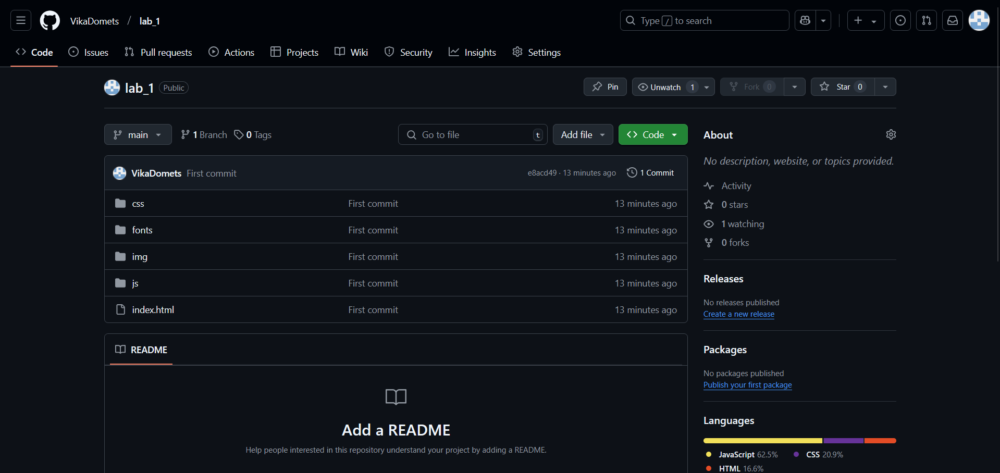 VikaDomets / lab_1
Type / to search
Code Issues Pull requests Actions Projects Wiki Security Insights Settings
lab_1 Public
Pin Unwatch 1 Fork 0 Star 0
main 1 Branch 0 Tags
Go to file t Add file Code
VikaDomets First commit e8acd49 · 13 minutes ago 1 Commit
css First commit 13 minutes ago
fonts First commit 13 minutes ago
img First commit 13 minutes ago
js First commit 13 minutes ago
index.html First commit 13 minutes ago
README
Add a README
Help people interested in this repository understand your project by adding a README.
About
No description, website, or topics provided.
Activity
0 stars
1 watching
0 forks
Releases
No releases published
Create a new release
Packages
No packages published
Publish your first package
Languages
JavaScript 62.5% CSS 20.9%
HTML 16.6%